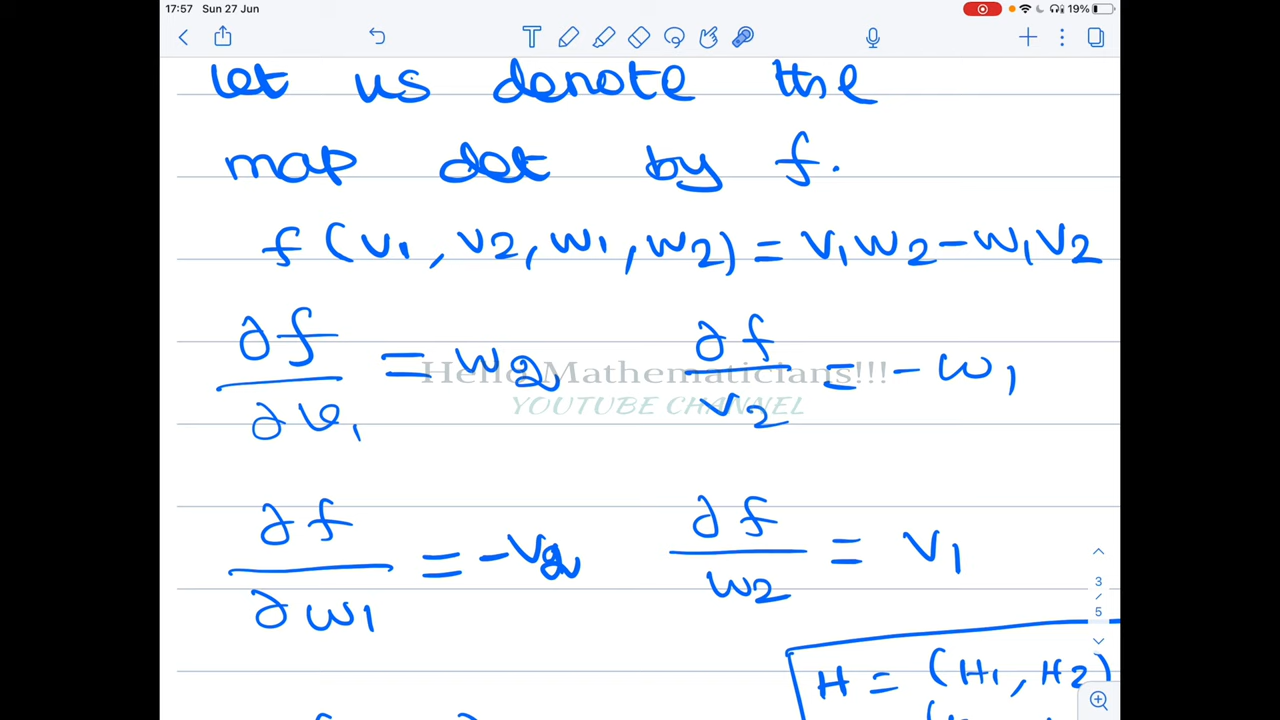 17:57 Sun 27 Jun 19%
let us denote the
map det by f.
f(v1, v2, w1, w2) = v1w2 - w1v2
∂f/∂v1 = w2 ∂f/v2 = -w1
Hello Mathematicians!!!
YOUTUBE CHANNEL
∂f/∂w1 = -v2 ∂f/w2 = v1
3/5
H = (H1, H2)